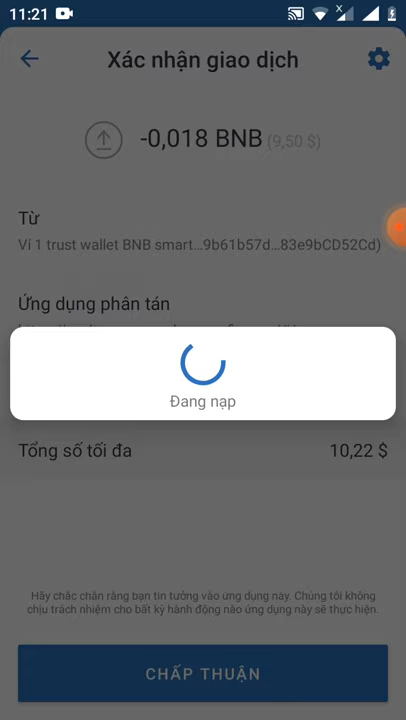 11:21
Xác nhận giao dịch
-0,018 BNB (9,50 $)
Từ
Ví 1 trust wallet BNB smart...9b61b57d...83e9bCD52Cd)
Ứng dụng phân tán
Đang nạp
Tổng số tối đa 10,22 $
Hãy chắc chắn rằng bạn tin tưởng vào ứng dụng này. Chúng tôi không
chịu trách nhiệm cho bất kỳ hành động nào ứng dụng này sẽ thực hiện.
CHẤP THUẬN